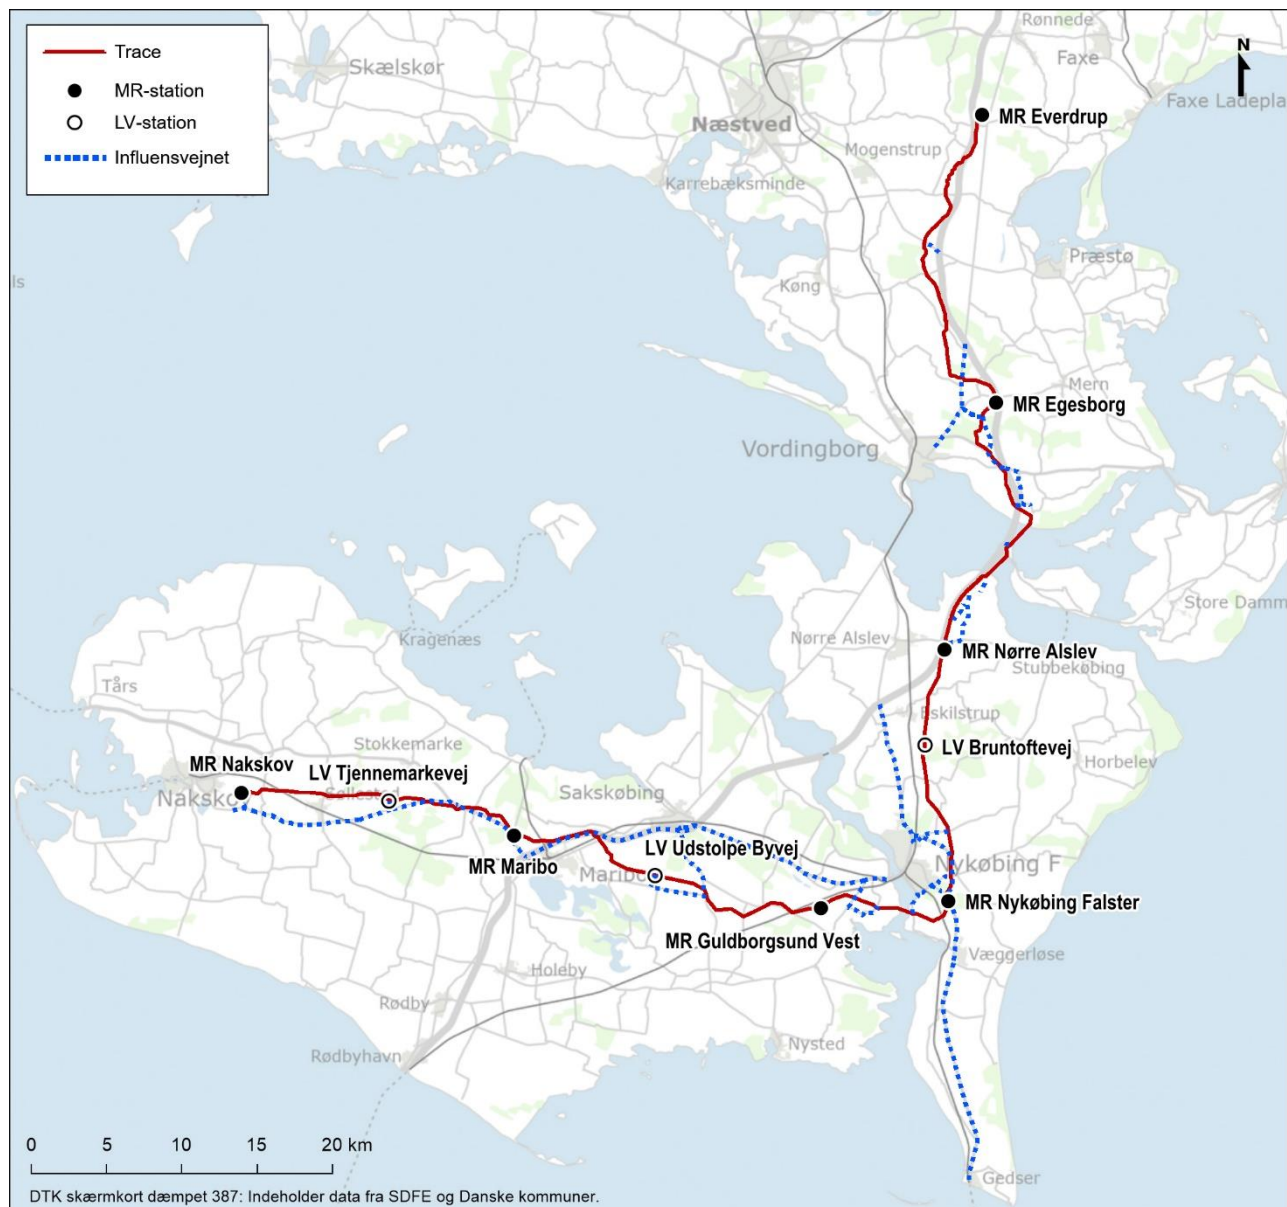 Trace
MR-station
LV-station
Influensvejnet
N
Rønnede
Faxe
Faxe Ladepla
Skælskør
Næstved
MR Everdrup
Mogenstrup
Karrebæksminde
Præstø
ls
Køng
Mern
MR Egesborg
Vordingborg
Store Damm
Kragenæs
Nørre Alslev
MR Nørre Alslev
Stubbekøbing
Tårs
Eskilstrup
Stokkemarke
LV Bruntoftevej
Horbelev
MR Nakskov
LV Tjennemarkevej
Sakskøbing
Nakskov
Søllested
LV Udstolpe Byvej
Nykøbing F
MR Maribo
Maribo
MR Nykøbing Falster
MR Guldborgsund Vest
Væggerløse
Holeby
Rødby
Nysted
Rødbyhavn
Gedser
0 5 10 15 20 km
DTK skærmkort dæmpet 387: Indeholder data fra SDFE og Danske kommuner.